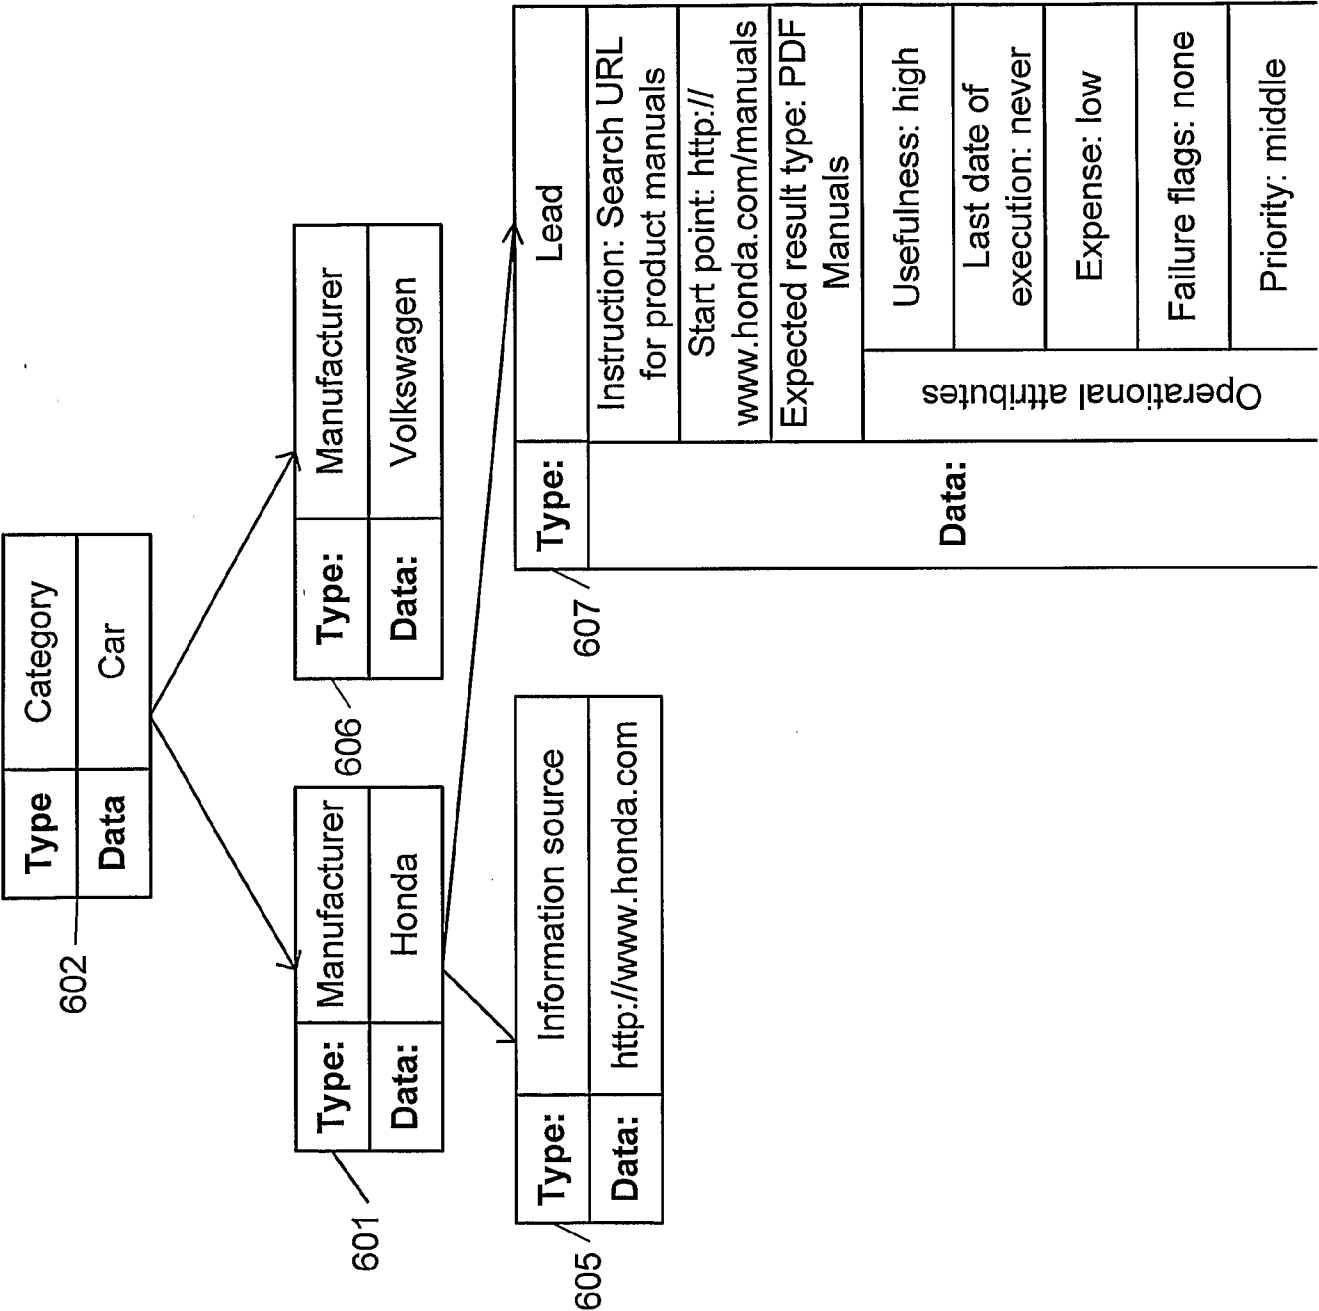 Type Category
Data Car
602
Type: Manufacturer
Data: Honda
601
Type: Manufacturer
Data: Volkswagen
606
Type: Information source
Data: http://www.honda.com
605
Type: Lead
607
Data:
Instruction: Search URL
for product manuals
Start point: http://
www.honda.com/manuals
Expected result type: PDF
Manuals
Operational attributes
Usefulness: high
Last date of
execution: never
Expense: low
Failure flags: none
Priority: middle